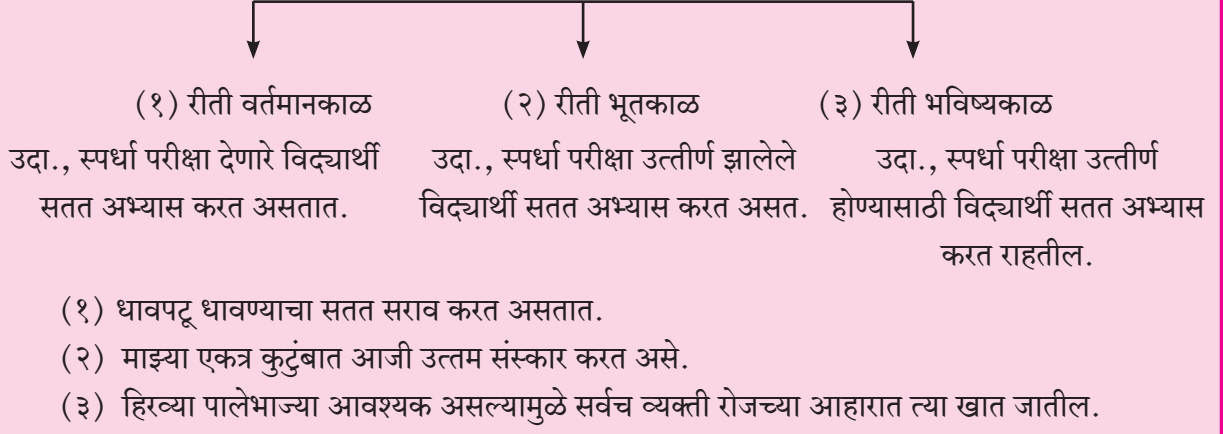 (१) रीती वर्तमानकाळ (२) रीती भूतकाळ (३) रीती भविष्यकाळ
उदा., स्पर्धा परीक्षा देणारे विद्यार्थी उदा., स्पर्धा परीक्षा उत्तीर्ण झालेले उदा., स्पर्धा परीक्षा उत्तीर्ण
सतत अभ्यास करत असतात. विद्यार्थी सतत अभ्यास करत असत. होण्यासाठी विद्यार्थी सतत अभ्यास
करत राहतील.
(१) धावपटू धावण्याचा सतत सराव करत असतात.
(२) माझ्या एकत्र कुटुंबात आजी उत्तम संस्कार करत असे.
(३) हिरव्या पालेभाज्या आवश्यक असल्यामुळे सर्वच व्यक्ती रोजच्या आहारात त्या खात जातील.